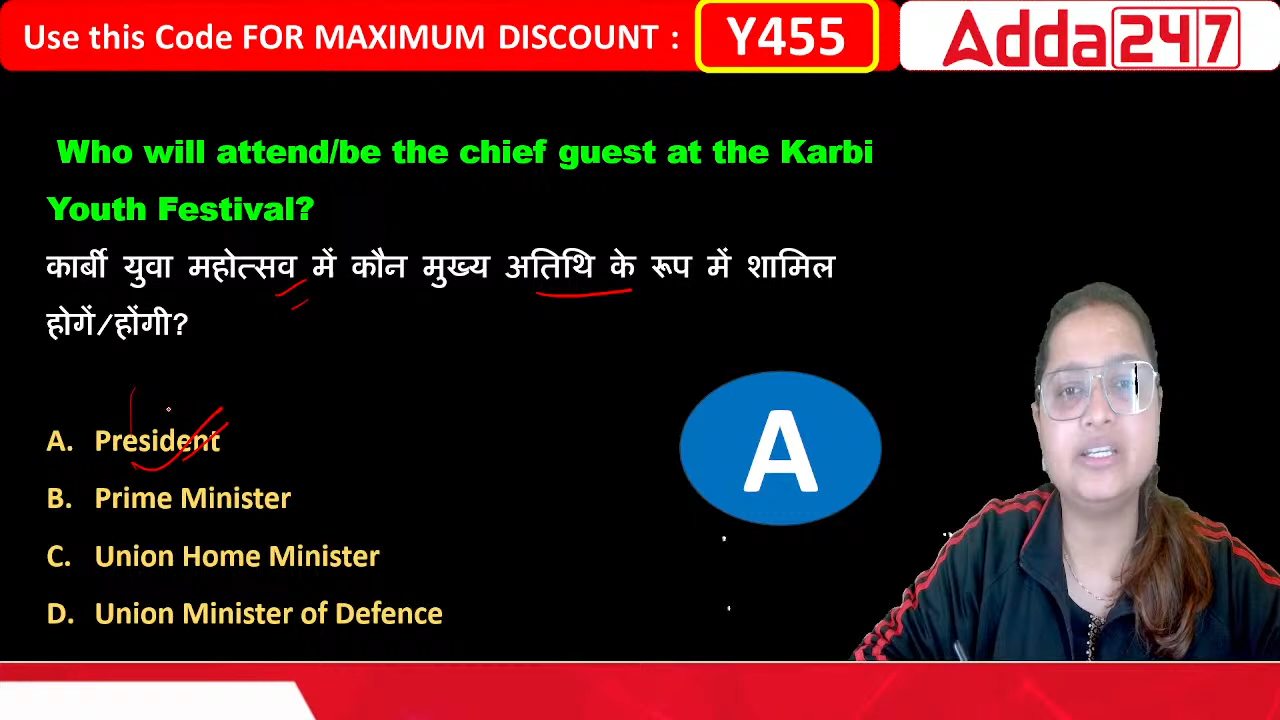 Use this Code FOR MAXIMUM DISCOUNT :
Y455
Adda247
Who will attend/be the chief guest at the Karbi
Youth Festival?
कार्बी युवा महोत्सव में कौन मुख्य अतिथि के रूप में शामिल
होगें/होंगी?
A. President
B. Prime Minister
C. Union Home Minister
D. Union Minister of Defence
A